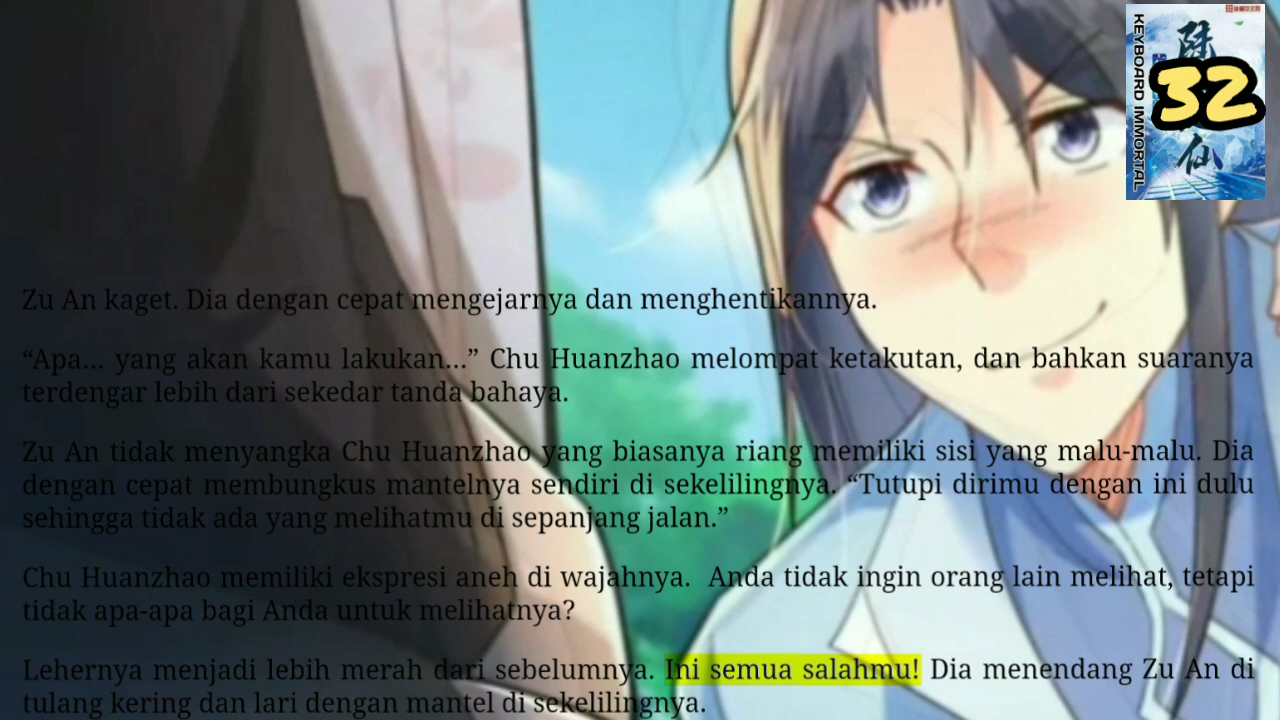 KEYBOARD IMMORTAL
32
仙
Zu An kaget. Dia dengan cepat mengejarnya dan menghentikannya.
“Apa... yang akan kamu lakukan...” Chu Huanzhao melompat ketakutan, dan bahkan suaranya
terdengar lebih dari sekedar tanda bahaya.
Zu An tidak menyangka Chu Huanzhao yang biasanya riang memiliki sisi yang malu-malu. Dia
dengan cepat membungkus mantelnya sendiri di sekelilingnya. “Tutupi dirimu dengan ini dulu
sehingga tidak ada yang melihatmu di sepanjang jalan.”
Chu Huanzhao memiliki ekspresi aneh di wajahnya. Anda tidak ingin orang lain melihat, tetapi
tidak apa-apa bagi Anda untuk melihatnya?
Lehernya menjadi lebih merah dari sebelumnya. Ini semua salahmu! Dia menendang Zu An di
tulang kering dan lari dengan mantel di sekelilingnya.